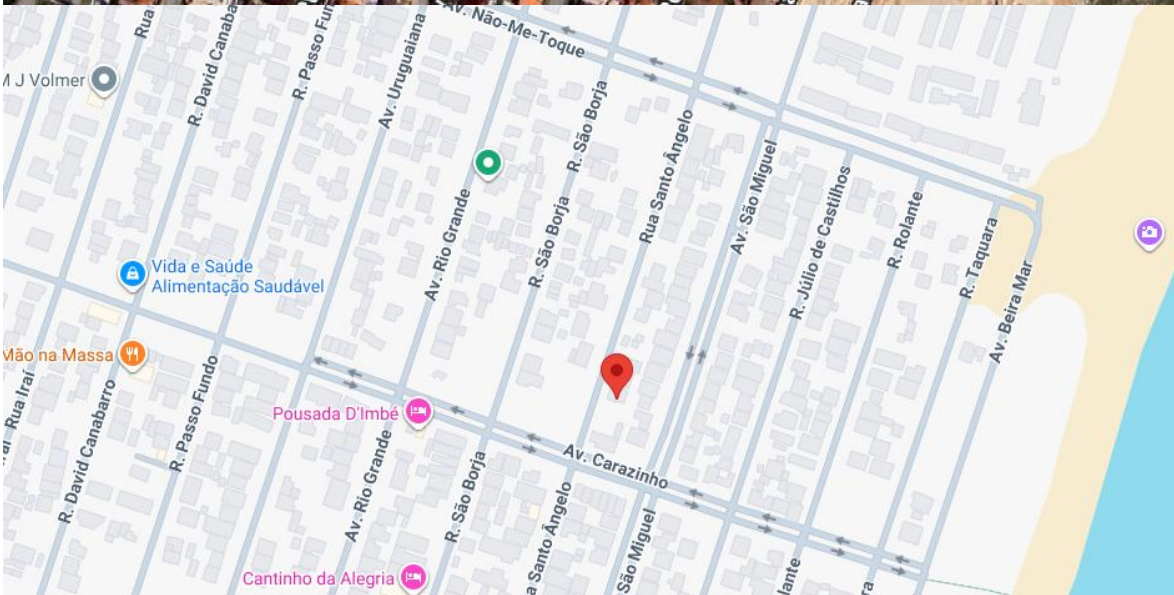 Av. Não-Me-Toque
Rua
R. David Canaba
R. Passo Fun
Av. Uruguaiana
M J Volmer
R. São Borja
Rua Santo Ângelo
Av. São Miguel
R. Júlio de Castilhos
R. Rolante
R. Taquara
Av. Beira Mar
Av. Rio Grande
R. São Borja
Vida e Saúde
Alimentação Saudável
Mão na Massa
Rua Iraí
R. David Canabarro
R. Passo Fundo
Pousada D'Imbé
Av. Carazinho
Av. Rio Grande
R. São Borja
a Santo Ângelo
São Miguel
lante
Cantinho da Alegria